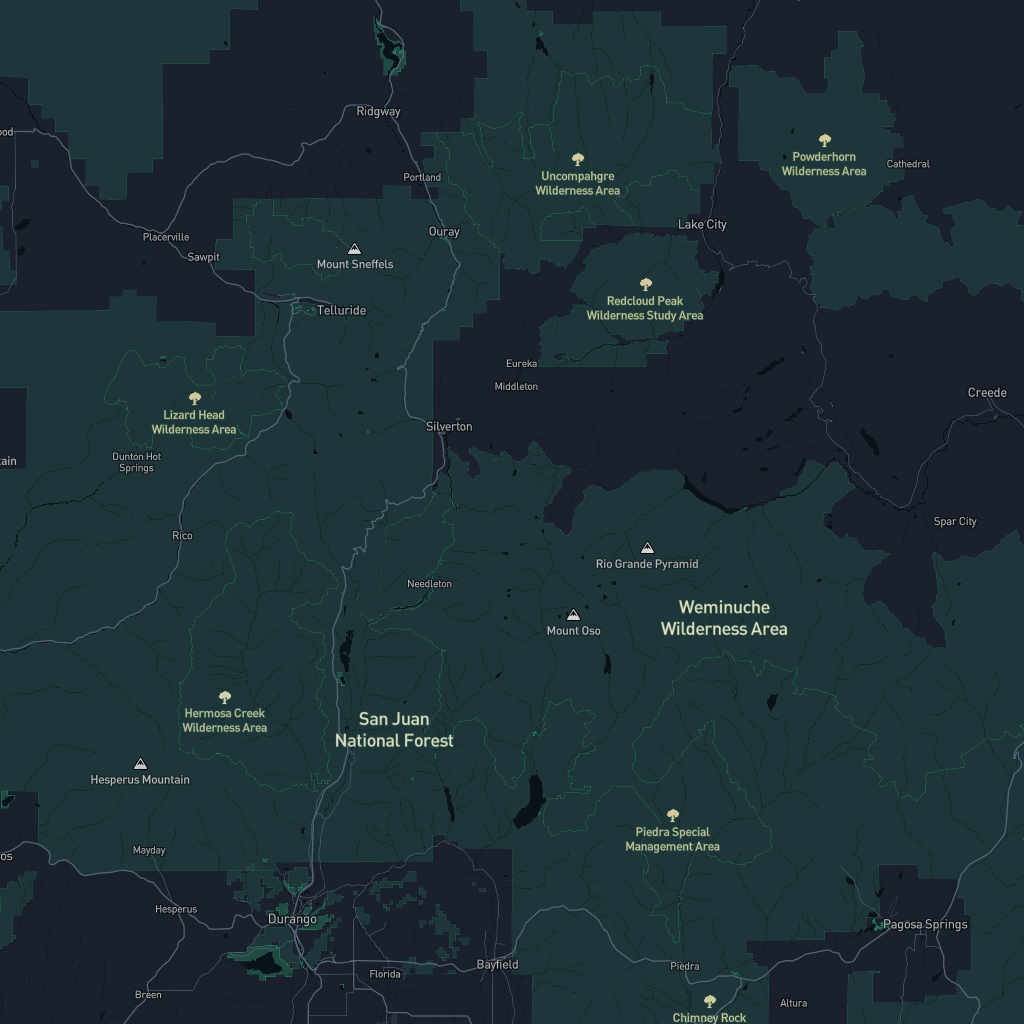 Ridgway
ood
Uncompahgre
Wilderness Area
Powderhorn
Wilderness Area
Cathedral
Portland
Lake City
Ouray
Placerville
Sawpit
Mount Sneffels
Redcloud Peak
Wilderness Study Area
Telluride
Eureka
Middleton
Creede
Lizard Head
Wilderness Area
Silverton
Dunton Hot
Springs
tain
Spar City
Rico
Rio Grande Pyramid
Needleton
Weminuche
Wilderness Area
Mount Oso
Hermosa Creek
Wilderness Area
San Juan
National Forest
Hesperus Mountain
Piedra Special
Management Area
Mayday
os
Hesperus
Durango
Pagosa Springs
Bayfield
Piedra
Florida
Breen
Altura
Chimney Rock